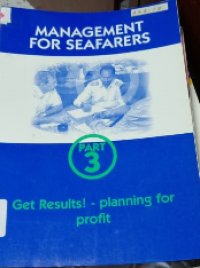 MANAGEMENT
FOR SEAFARERS
PART
3
Get Results! - planning for
profit